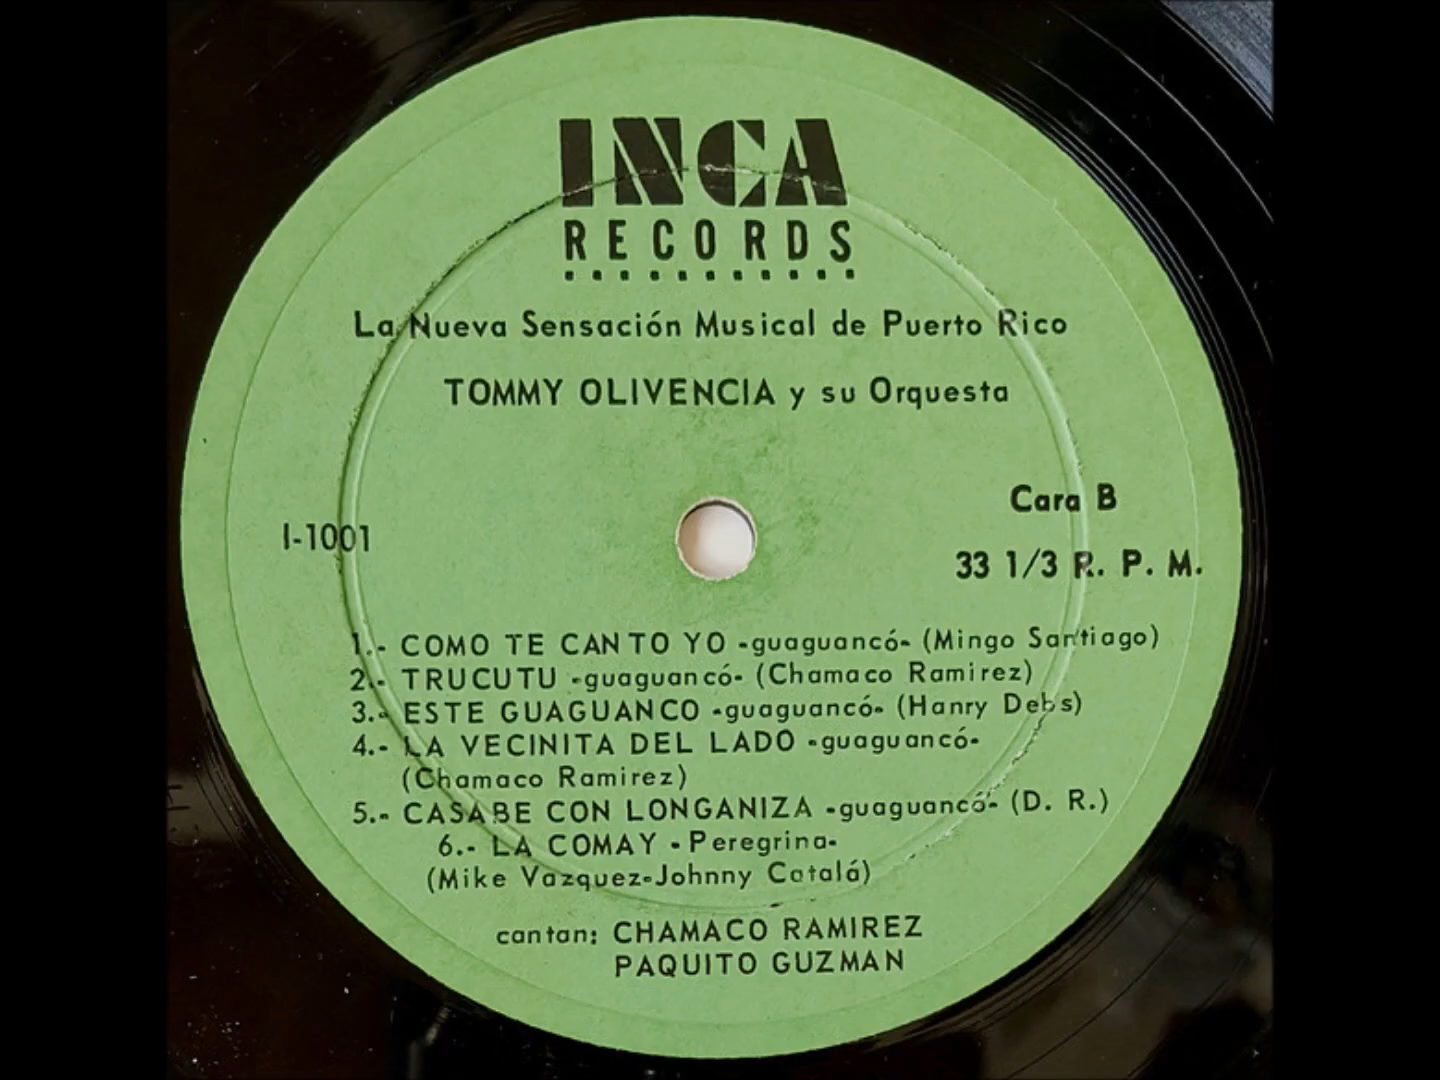 INCA
RECORDS
La Nueva Sensación Musical de Puerto Rico
TOMMY OLIVENCIA y su Orquesta
Cara B
I-1001
33 1/3 R. P. M.
1.- COMO TE CANTO YO -guaguancó- (Mingo Santiago)
2.- TRUCUTU -guaguancó- (Chamaco Ramirez)
3.- ESTE GUAGUANCO -guaguancó- (Hanry Debs)
4.- LA VECINITA DEL LADO -guaguancó-
(Chamaco Ramirez)
5.- CASABE CON LONGANIZA -guaguancó- (D. R.)
6.- LA COMAY -Peregrina-
(Mike Vazquez-Johnny Catalá)
cantan: CHAMACO RAMIREZ
PAQUITO GUZMAN